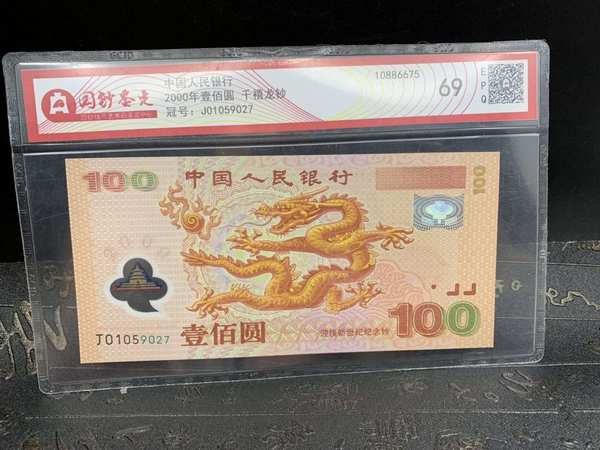 国钞鉴定
中国人民银行
2000年壹佰圆 千禧龙钞
冠号: J01059027
10886675
69
E
P
Q
100
中国人民银行
100
J01059027
壹佰圆
迎接新世纪纪念钞
100